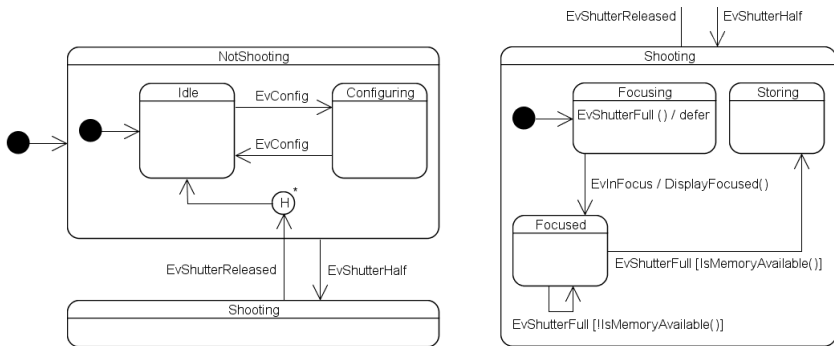 NotShooting
Idle
EvConfig
Configuring
EvConfig
H
*
EvShutterReleased
EvShutterHalf
Shooting
EvShutterReleased
EvShutterHalf
Shooting
Focusing
EvShutterFull () / defer
Storing
EvInFocus / DisplayFocused()
Focused
EvShutterFull [IsMemoryAvailable()]
EvShutterFull [!IsMemoryAvailable()]